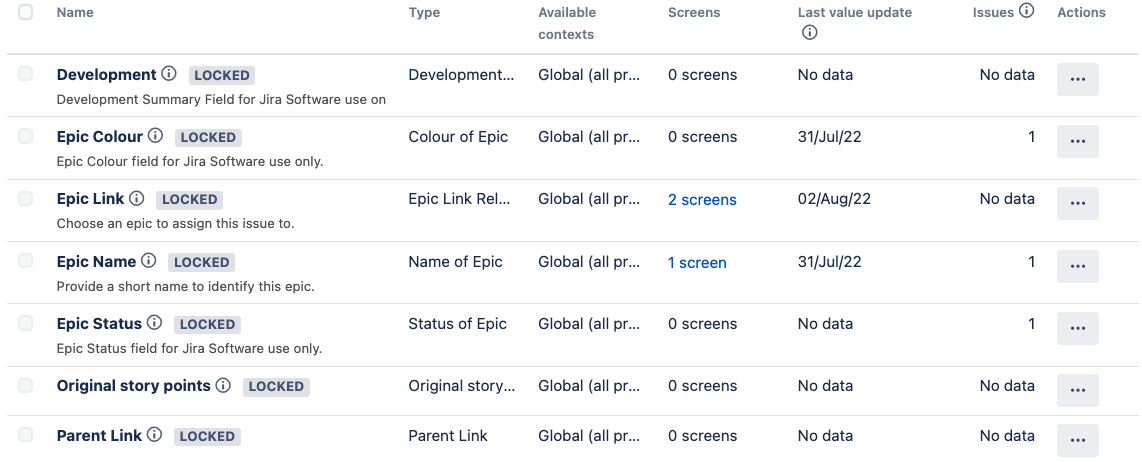 Name Type Available contexts Screens Last value update Issues Actions
Development LOCKED Development... Global (all pr... 0 screens No data No data ...
Development Summary Field for Jira Software use on
Epic Colour LOCKED Colour of Epic Global (all pr... 0 screens 31/Jul/22 1 ...
Epic Colour field for Jira Software use only.
Epic Link LOCKED Epic Link Rel... Global (all pr... 2 screens 02/Aug/22 No data ...
Choose an epic to assign this issue to.
Epic Name LOCKED Name of Epic Global (all pr... 1 screen 31/Jul/22 1 ...
Provide a short name to identify this epic.
Epic Status LOCKED Status of Epic Global (all pr... 0 screens No data 1 ...
Epic Status field for Jira Software use only.
Original story points LOCKED Original story... Global (all pr... 0 screens No data No data ...
Parent Link LOCKED Parent Link Global (all pr... 0 screens No data No data ...